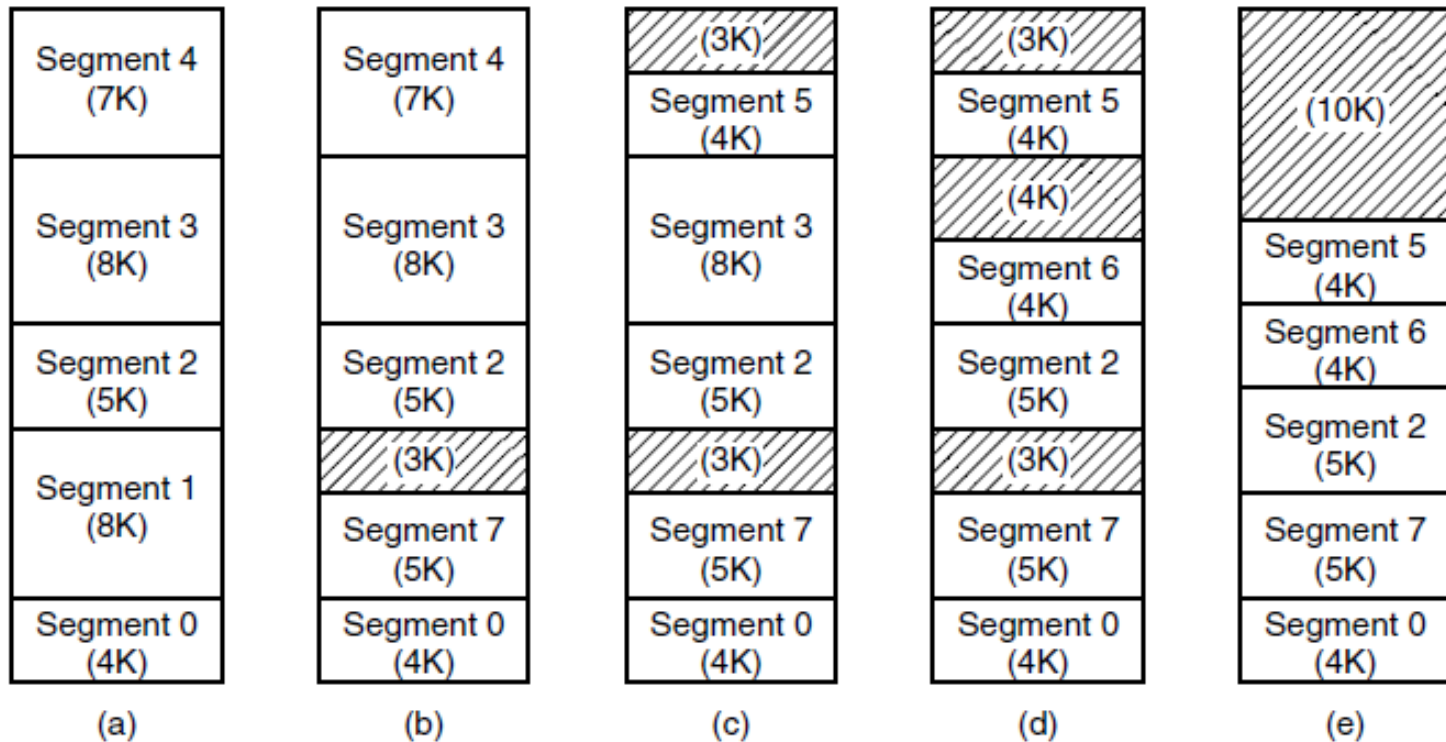 Segment 4
(7K)
Segment 3
(8K)
Segment 2
(5K)
Segment 1
(8K)
Segment 0
(4K)
(a)
Segment 4
(7K)
Segment 3
(8K)
Segment 2
(5K)
(3K)
Segment 7
(5K)
Segment 0
(4K)
(b)
(3K)
Segment 5
(4K)
Segment 3
(8K)
Segment 2
(5K)
(3K)
Segment 7
(5K)
Segment 0
(4K)
(c)
(3K)
Segment 5
(4K)
(4K)
Segment 6
(4K)
Segment 2
(5K)
(3K)
Segment 7
(5K)
Segment 0
(4K)
(d)
(10K)
Segment 5
(4K)
Segment 6
(4K)
Segment 2
(5K)
Segment 7
(5K)
Segment 0
(4K)
(e)